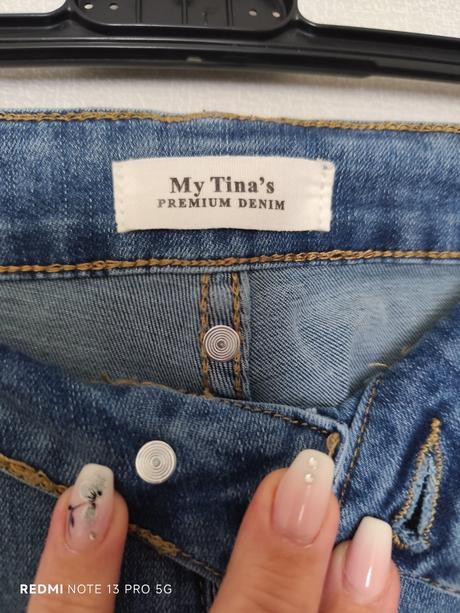 My Tina's
PREMIUM DENIM
REDMI NOTE 13 PRO 5G